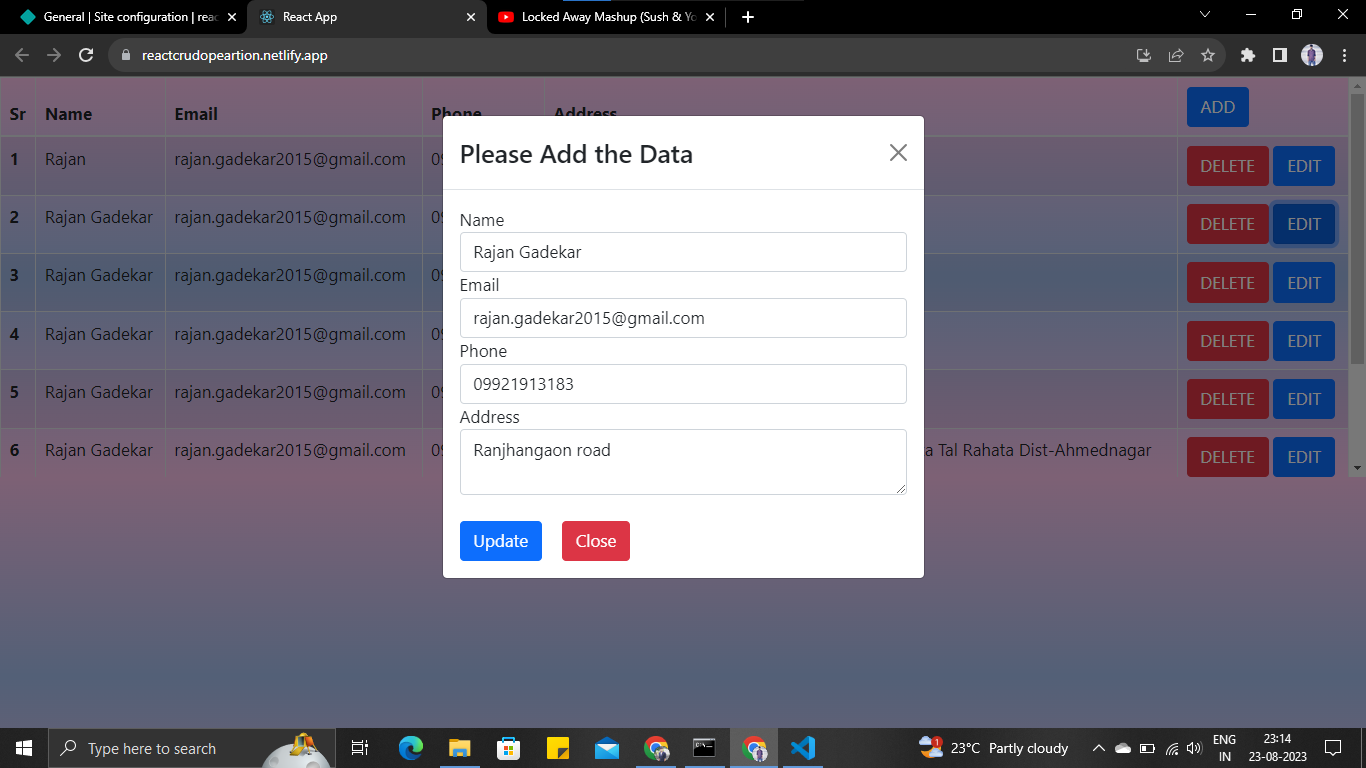 General | Site configuration | reac
React App
Locked Away Mashup (Sush & Yo
reactcrudopeartion.netlify.app
Sr Name Email Phone Address ADD
Please Add the Data
1 Rajan rajan.gadekar2015@gmail.com 09 DELETE EDIT
2 Rajan Gadekar rajan.gadekar2015@gmail.com 09 DELETE EDIT
3 Rajan Gadekar rajan.gadekar2015@gmail.com 09 DELETE EDIT
4 Rajan Gadekar rajan.gadekar2015@gmail.com 09 DELETE EDIT
5 Rajan Gadekar rajan.gadekar2015@gmail.com 09 DELETE EDIT
6 Rajan Gadekar rajan.gadekar2015@gmail.com 09 a Tal Rahata Dist-Ahmednagar DELETE EDIT
Name
Rajan Gadekar
Email
rajan.gadekar2015@gmail.com
Phone
09921913183
Address
Ranjhangaon road
Update Close
Type here to search
1
23°C Partly cloudy
ENG
IN
23:14
23-08-2023